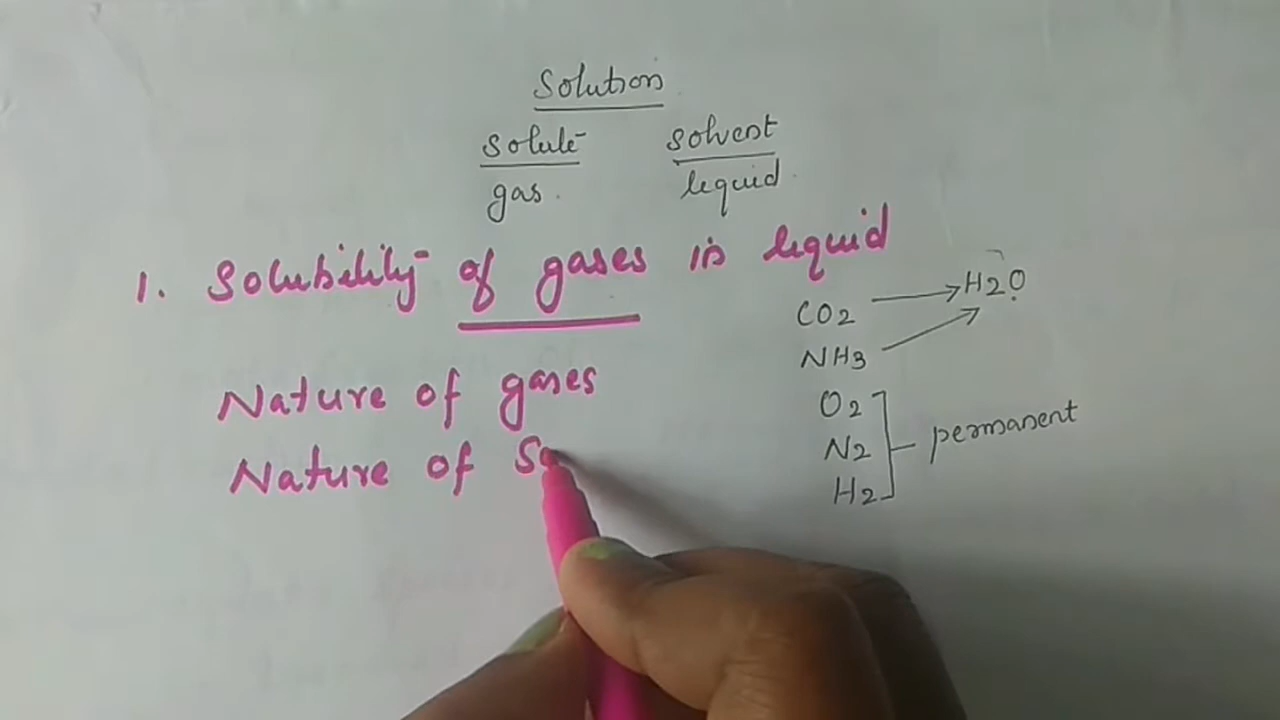 Solution
Solute solvent
gas liquid
1. Solubility of gases in liquid
CO2 H2O
NH3
Nature of gases
O2
N2 permanent
H2
Nature of So